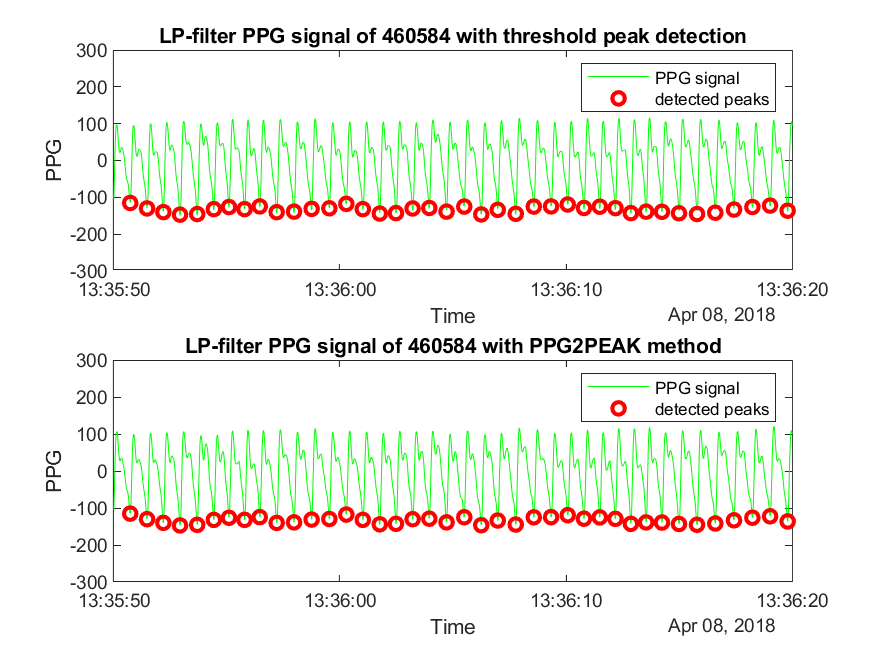 LP-filter PPG signal of 460584 with threshold peak detection
300
200
100
0
-100
-200
-300
PPG
PPG signal
detected peaks
13:35:50
13:36:00
13:36:10
13:36:20
Time
Apr 08, 2018
LP-filter PPG signal of 460584 with PPG2PEAK method
300
200
100
0
-100
-200
-300
PPG
PPG signal
detected peaks
13:35:50
13:36:00
13:36:10
13:36:20
Time
Apr 08, 2018